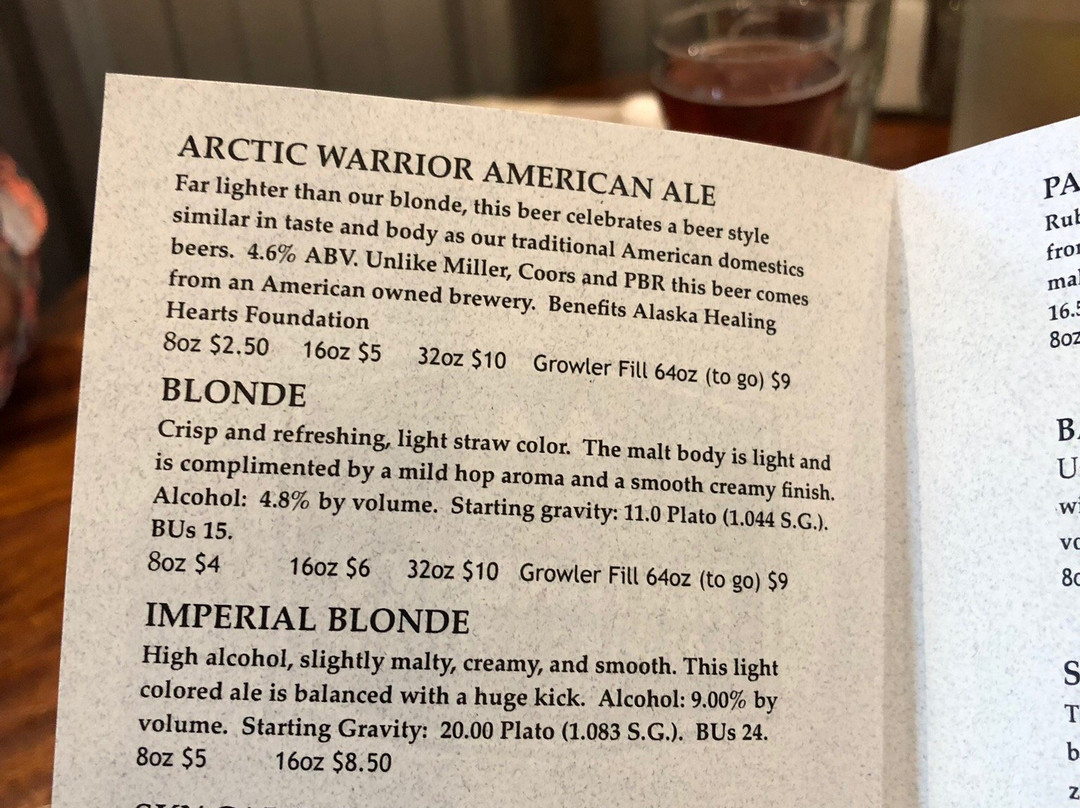 ARCTIC WARRIOR AMERICAN ALE
Far lighter than our blonde, this beer celebrates a beer style
similar in taste and body as our traditional American domestics
beers. 4.6% ABV. Unlike Miller, Coors and PBR this beer comes
from an American owned brewery. Benefits Alaska Healing
Hearts Foundation
8oz $2.50 16oz $5 32oz $10 Growler Fill 64oz (to go) $9
BLONDE
Crisp and refreshing, light straw color. The malt body is light and
is complimented by a mild hop aroma and a smooth creamy finish.
Alcohol: 4.8% by volume. Starting gravity: 11.0 Plato (1.044 S.G.).
BUs 15.
8oz $4 16oz $6 32oz $10 Growler Fill 64oz (to go) $9
IMPERIAL BLONDE
High alcohol, slightly malty, creamy, and smooth. This light
colored ale is balanced with a huge kick. Alcohol: 9.00% by
volume. Starting Gravity: 20.00 Plato (1.083 S.G.). BUs 24.
8oz $5 16oz $8.50